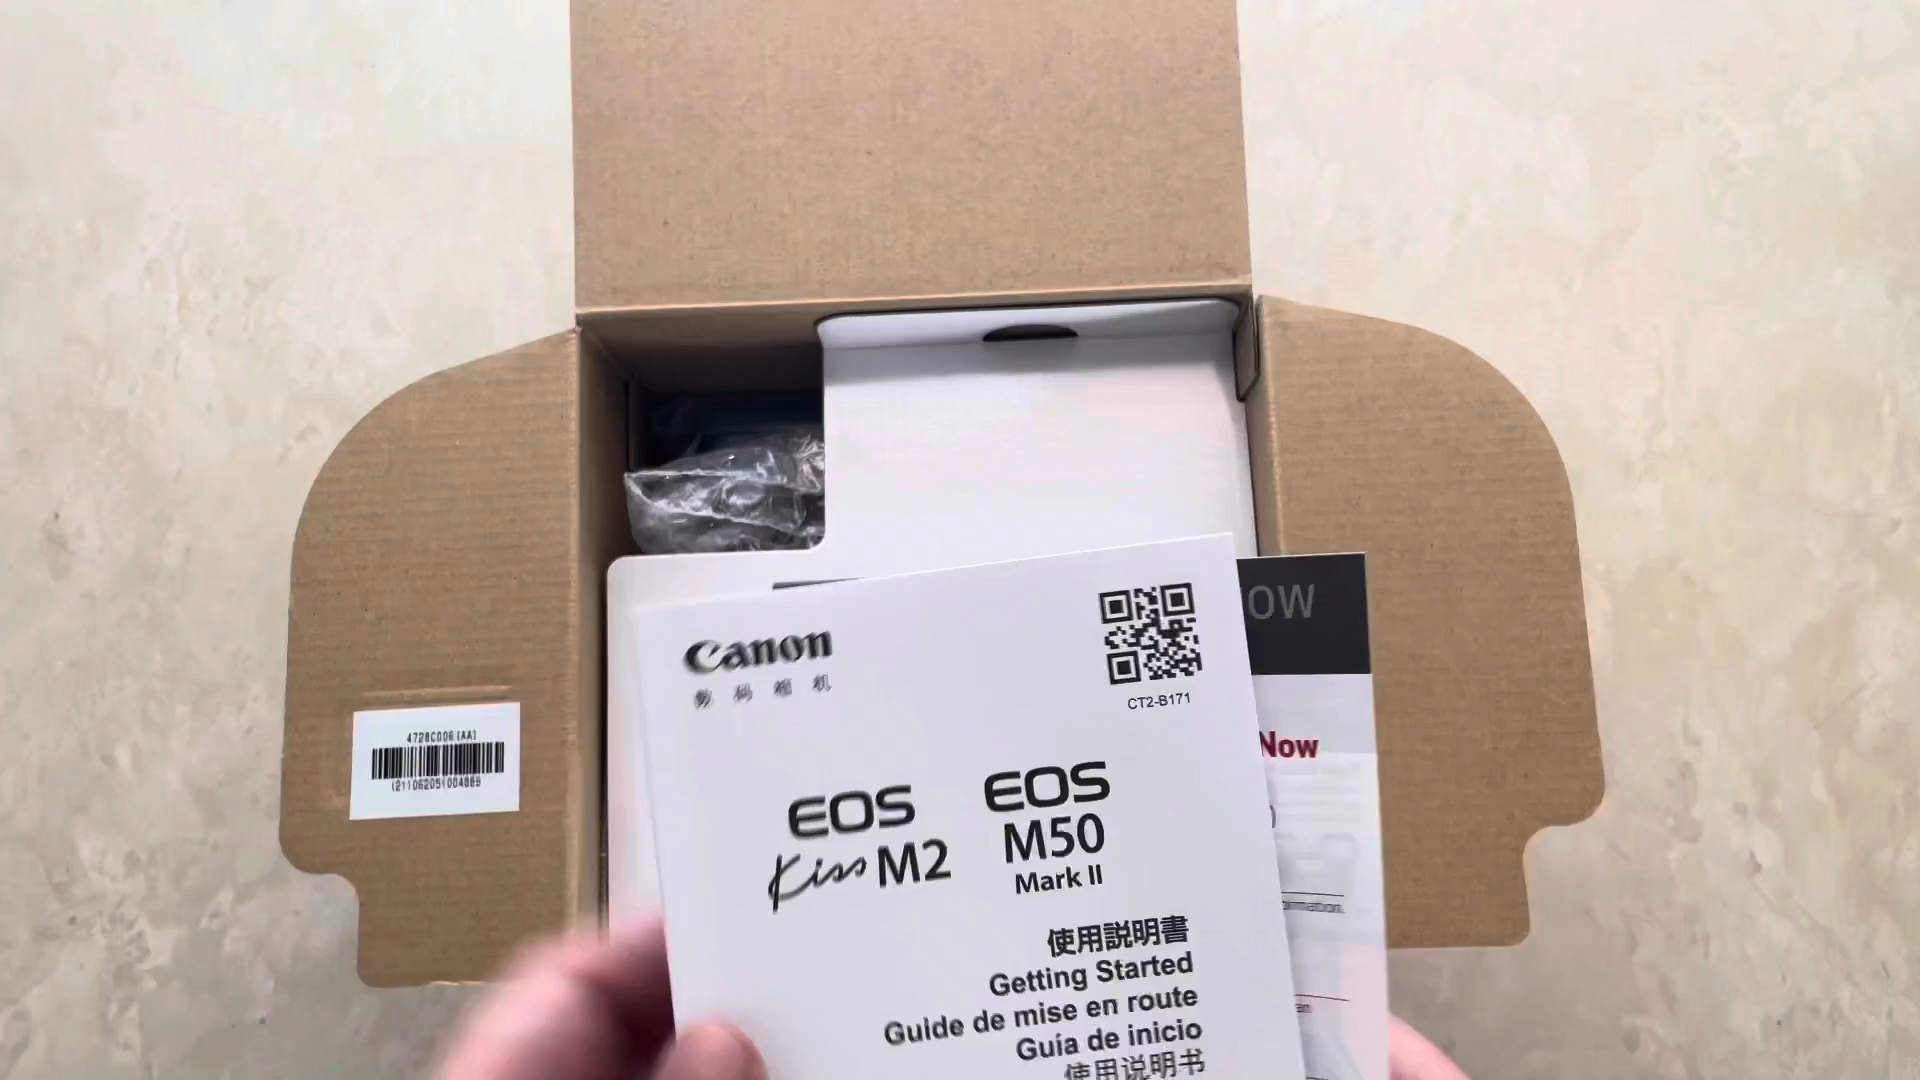 Canon
数 码 相 机
CT2-B171
EOS
Kiss M2
EOS
M50
Mark II
使用説明書
Getting Started
Guide de mise en route
Guía de inicio
使用说明书
OW
Now
ormation
4728C006 (AA)